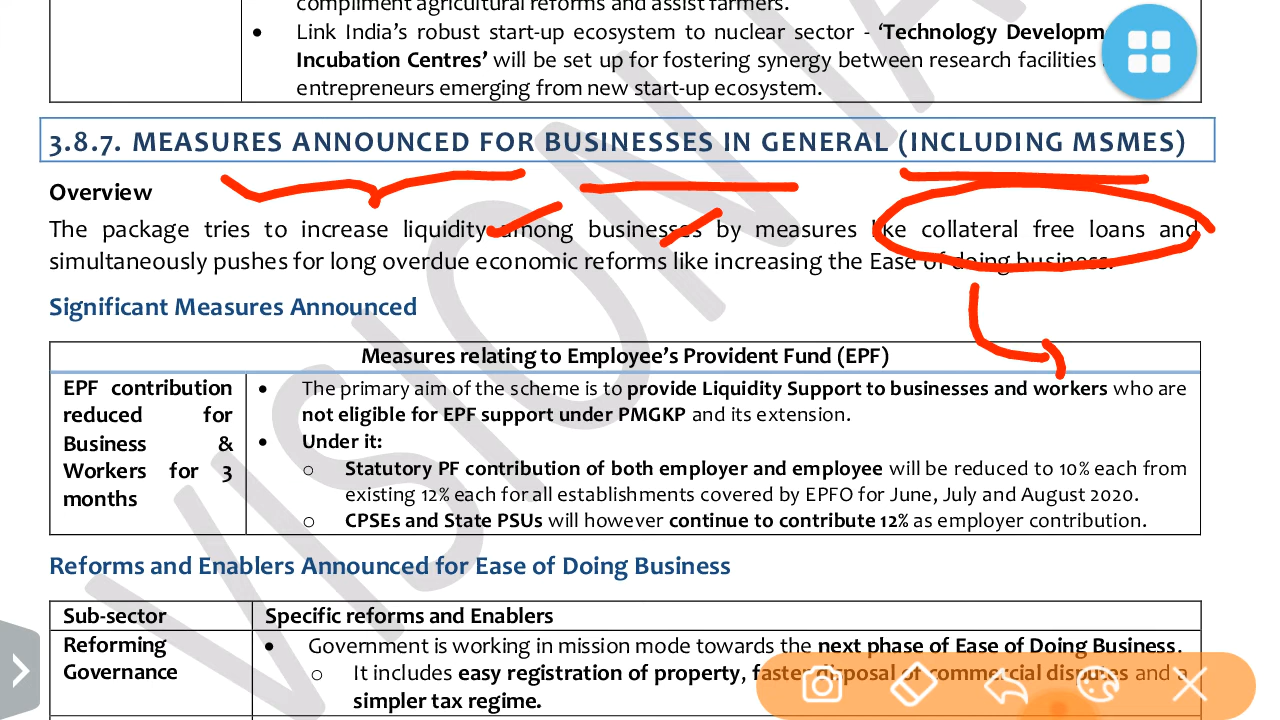 compliment agricultural reforms and assist farmers.
• Link India's robust start-up ecosystem to nuclear sector - 'Technology Developm
Incubation Centres' will be set up for fostering synergy between research facilities
entrepreneurs emerging from new start-up ecosystem.
3.8.7. MEASURES ANNOUNCED FOR BUSINESSES IN GENERAL (INCLUDING MSMES)
Overview
The package tries to increase liquidity among businesses by measures like collateral free loans and
simultaneously pushes for long overdue economic reforms like increasing the Ease of doing business.
Significant Measures Announced
Measures relating to Employee's Provident Fund (EPF)
EPF contribution
reduced for
Business &
Workers for 3
months
• The primary aim of the scheme is to provide Liquidity Support to businesses and workers who are
not eligible for EPF support under PMGKP and its extension.
• Under it:
o Statutory PF contribution of both employer and employee will be reduced to 10% each from
existing 12% each for all establishments covered by EPFO for June, July and August 2020.
o CPSEs and State PSUs will however continue to contribute 12% as employer contribution.
Reforms and Enablers Announced for Ease of Doing Business
Sub-sector
Specific reforms and Enablers
Reforming
Governance
• Government is working in mission mode towards the next phase of Ease of Doing Business.
o It includes easy registration of property, faster disposal of commercial disputes and a
simpler tax regime.
VISION IA